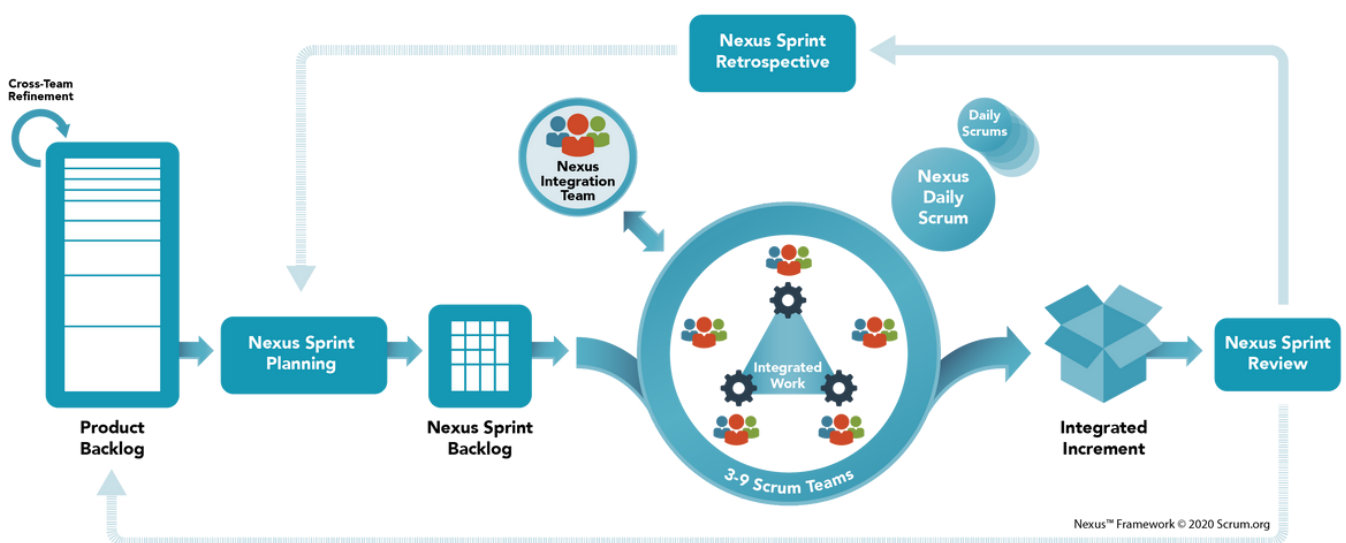 Nexus Sprint
Retrospective
Cross-Team
Refinement
Daily
Scrums
Nexus
Integration
Team
Nexus
Daily
Scrum
Nexus Sprint
Planning
Nexus Sprint
Review
Integrated
Work
Product
Backlog
Nexus Sprint
Backlog
Integrated
Increment
3-9 Scrum Teams
Nexus™ Framework © 2020 Scrum.org